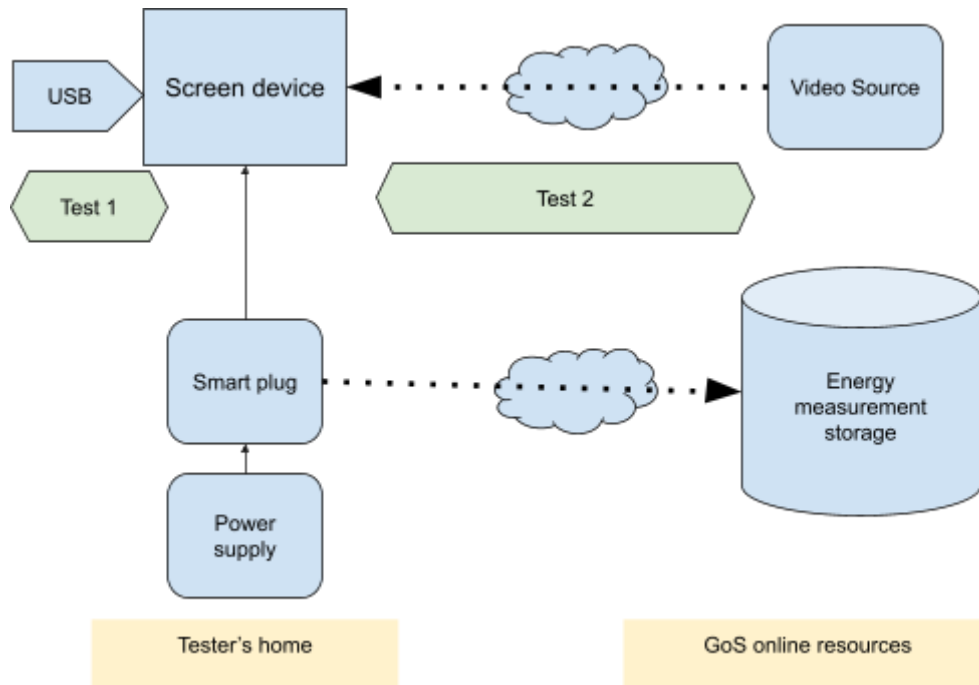 USB
Screen device
Video Source
Test 1
Test 2
Smart plug
Energy
measurement
storage
Power
supply
Tester's home
GoS online resources